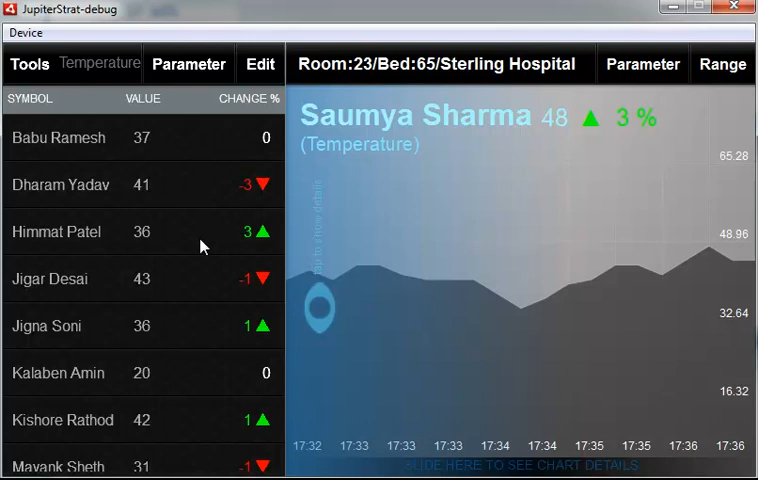 JupiterStrat-debug
Device
Tools Temperature Parameter Edit
Room:23/Bed:65/Sterling Hospital Parameter Range
SYMBOL VALUE CHANGE %
Babu Ramesh 37 0
Dharam Yadav 41 -3 ▼
Himmat Patel 36 3 ▲
Jigar Desai 43 -1 ▼
Jigna Soni 36 1 ▲
Kalaben Amin 20 0
Kishore Rathod 42 1 ▲
Mayank Sheth 31 -1 ▼
Saumya Sharma 48 ▲ 3 %
(Temperature)
tap to show details
65.28
48.96
32.64
16.32
17:32 17:33 17:33 17:33 17:34 17:34 17:35 17:35 17:36 17:36
SLIDE HERE TO SEE CHART DETAILS